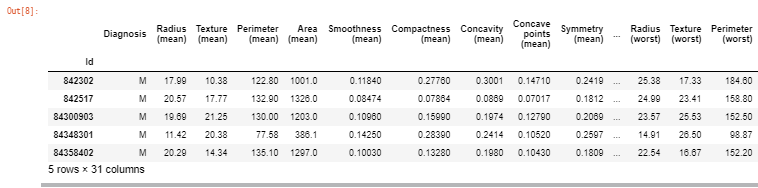 Out[8]:
Diagnosis Radius (mean) Texture (mean) Perimeter (mean) Area (mean) Smoothness (mean) Compactness (mean) Concavity (mean) Concave points (mean) Symmetry (mean) ... Radius (worst) Texture (worst) Perimeter (worst)
Id
842302 M 17.99 10.38 122.80 1001.0 0.11840 0.27760 0.3001 0.14710 0.2419 ... 25.38 17.33 184.60
842517 M 20.57 17.77 132.90 1326.0 0.08474 0.07864 0.0869 0.07017 0.1812 ... 24.99 23.41 158.80
84300903 M 19.69 21.25 130.00 1203.0 0.10960 0.15990 0.1974 0.12790 0.2069 ... 23.57 25.53 152.50
84348301 M 11.42 20.38 77.58 386.1 0.14250 0.28390 0.2414 0.10520 0.2597 ... 14.91 26.50 98.87
84358402 M 20.29 14.34 135.10 1297.0 0.10030 0.13280 0.1980 0.10430 0.1809 ... 22.54 16.67 152.20
5 rows × 31 columns